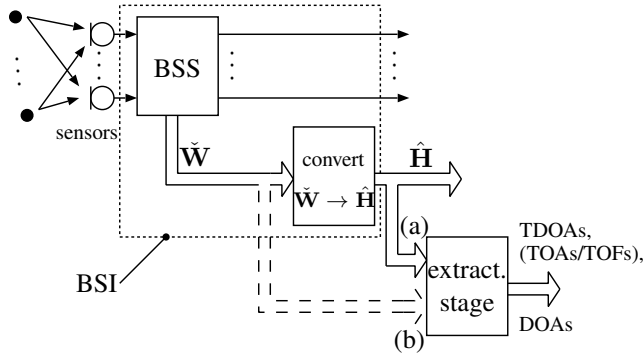 BSS
sensors
W̌
convert
Ĥ
W̌ → Ĥ
(a)
TDOAs,
(TOAs/TOFs),
extract.
stage
BSI
DOAs
(b)